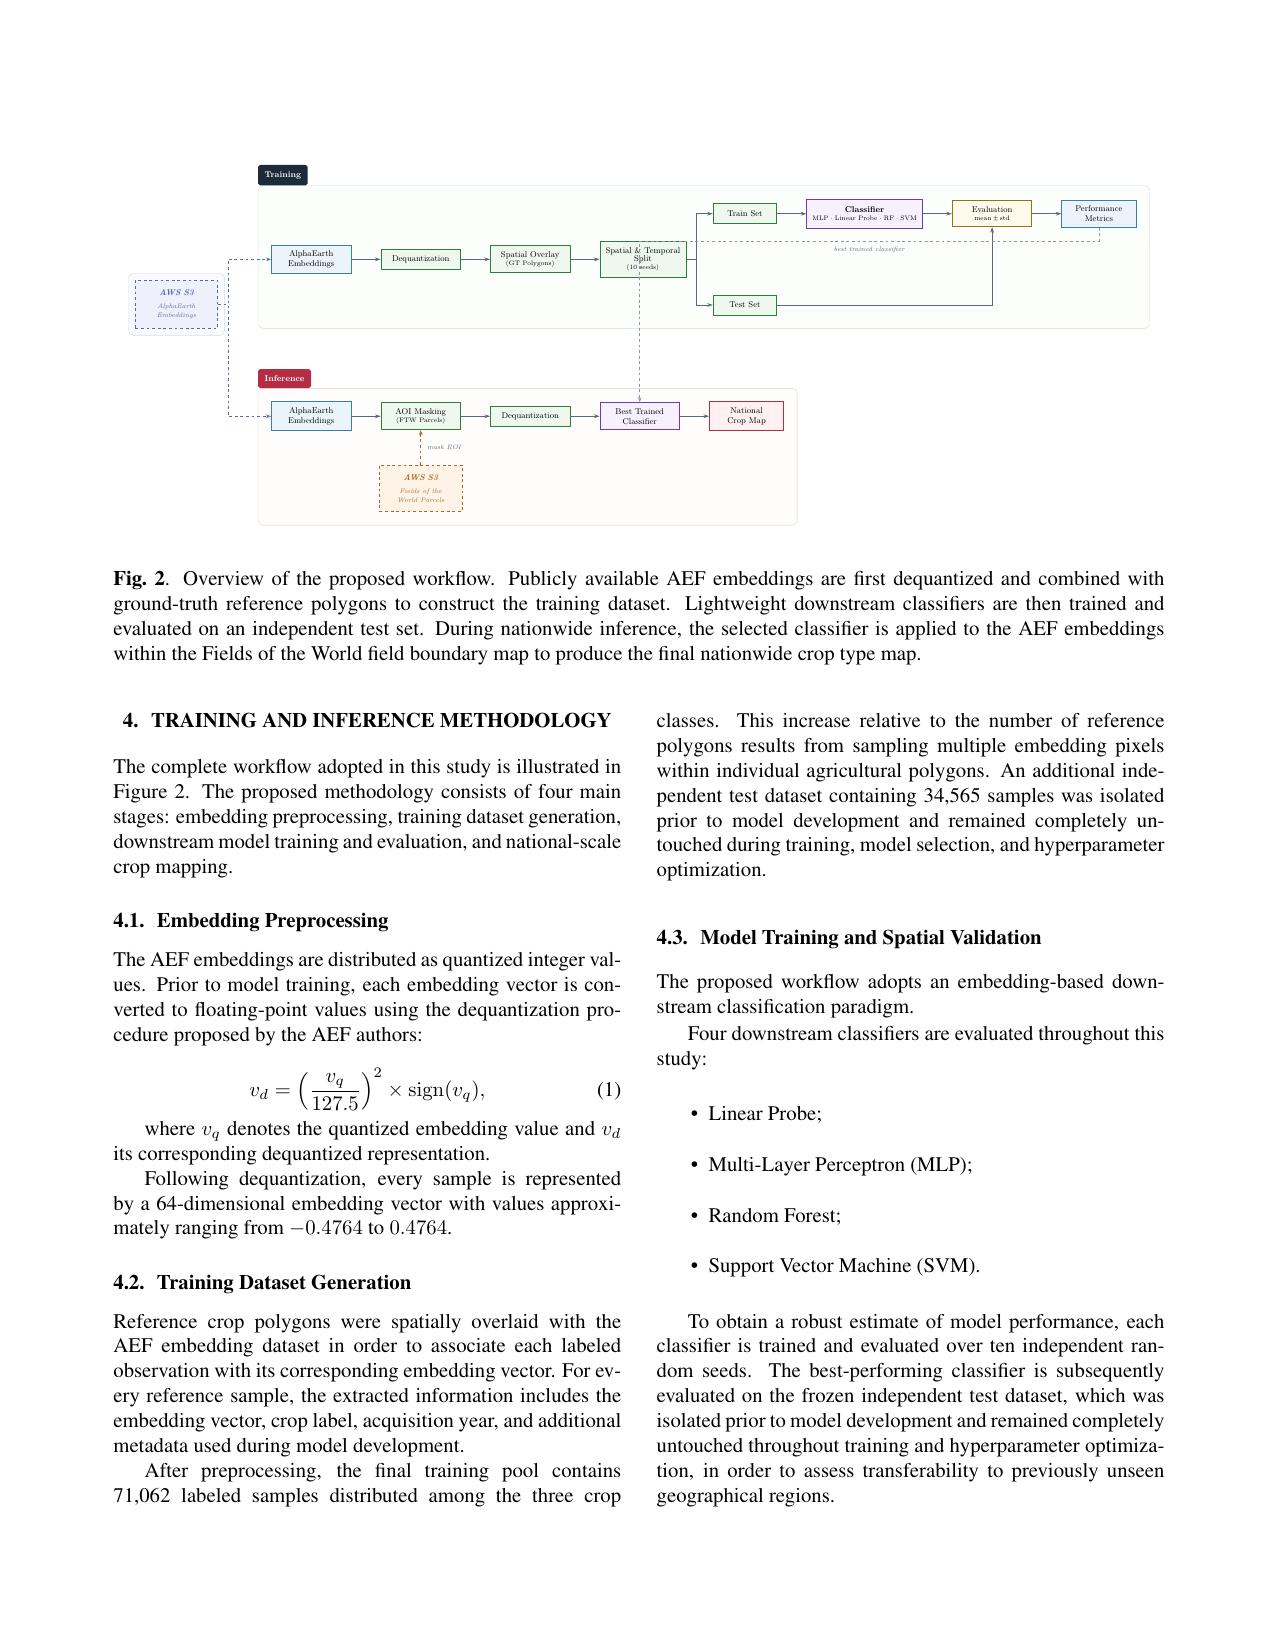 Training
AlphaEarth
Embeddings
Dequantization
Spatial Overlay
(GT Polygons)
Spatial & Temporal
Split
(10 seeds)
Train Set
Classifier
MLP · Linear Probe · RF · SVM
Evaluation
mean ± std
Performance
Metrics
best trained classifier
Test Set
AWS S3
AlphaEarth
Embeddings
Inference
AlphaEarth
Embeddings
AOI Masking
(FTW Parcels)
Dequantization
Best Trained
Classifier
National
Crop Map
mask ROI
AWS S3
Fields of the
World Parcels
Fig. 2. Overview of the proposed workflow. Publicly available AEF embeddings are first dequantized and combined with
ground-truth reference polygons to construct the training dataset. Lightweight downstream classifiers are then trained and
evaluated on an independent test set. During nationwide inference, the selected classifier is applied to the AEF embeddings
within the Fields of the World field boundary map to produce the final nationwide crop type map.
4. TRAINING AND INFERENCE METHODOLOGY
The complete workflow adopted in this study is illustrated in
Figure 2. The proposed methodology consists of four main
stages: embedding preprocessing, training dataset generation,
downstream model training and evaluation, and national-scale
crop mapping.
4.1. Embedding Preprocessing
The AEF embeddings are distributed as quantized integer val-
ues. Prior to model training, each embedding vector is con-
verted to floating-point values using the dequantization pro-
cedure proposed by the AEF authors:
v_d = (v_q / 127.5)^2 × sign(v_q), (1)
where v_q denotes the quantized embedding value and v_d
its corresponding dequantized representation.
Following dequantization, every sample is represented
by a 64-dimensional embedding vector with values approxi-
mately ranging from −0.4764 to 0.4764.
4.2. Training Dataset Generation
Reference crop polygons were spatially overlaid with the
AEF embedding dataset in order to associate each labeled
observation with its corresponding embedding vector. For ev-
ery reference sample, the extracted information includes the
embedding vector, crop label, acquisition year, and additional
metadata used during model development.
After preprocessing, the final training pool contains
71,062 labeled samples distributed among the three crop
classes. This increase relative to the number of reference
polygons results from sampling multiple embedding pixels
within individual agricultural polygons. An additional inde-
pendent test dataset containing 34,565 samples was isolated
prior to model development and remained completely un-
touched during training, model selection, and hyperparameter
optimization.
4.3. Model Training and Spatial Validation
The proposed workflow adopts an embedding-based down-
stream classification paradigm.
Four downstream classifiers are evaluated throughout this
study:
• Linear Probe;
• Multi-Layer Perceptron (MLP);
• Random Forest;
• Support Vector Machine (SVM).
To obtain a robust estimate of model performance, each
classifier is trained and evaluated over ten independent ran-
dom seeds. The best-performing classifier is subsequently
evaluated on the frozen independent test dataset, which was
isolated prior to model development and remained completely
untouched throughout training and hyperparameter optimiza-
tion, in order to assess transferability to previously unseen
geographical regions.